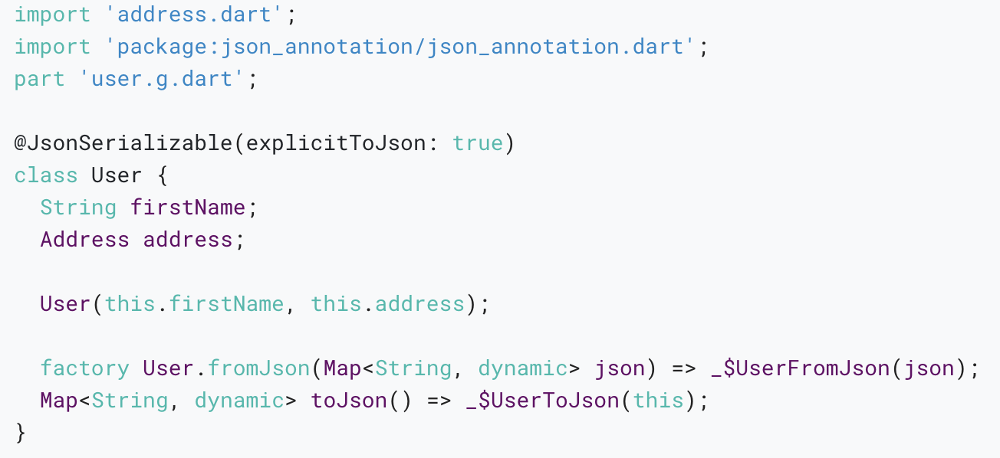 import 'address.dart';
import 'package:json_annotation/json_annotation.dart';
part 'user.g.dart';

@JsonSerializable(explicitToJson: true)
class User {
  String firstName;
  Address address;

  User(this.firstName, this.address);

  factory User.fromJson(Map<String, dynamic> json) => _$UserFromJson(json);
  Map<String, dynamic> toJson() => _$UserToJson(this);
}